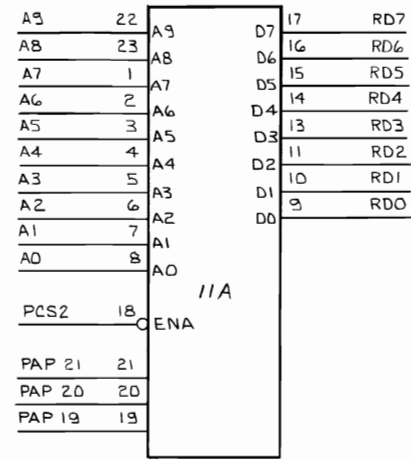 A9 22 A9 D7 17 RD7
A8 23 A8 D6 16 RD6
A7 1 A7 D5 15 RD5
A6 2 A6 D4 14 RD4
A5 3 A5 D3 13 RD3
A4 4 A4 D2 11 RD2
A3 5 A3 D1 10 RD1
A2 6 A2 D0 9 RD0
A1 7 A1
A0 8 A0
11A
PCS2 18 ENA
PAP 21 21
PAP 20 20
PAP 19 19